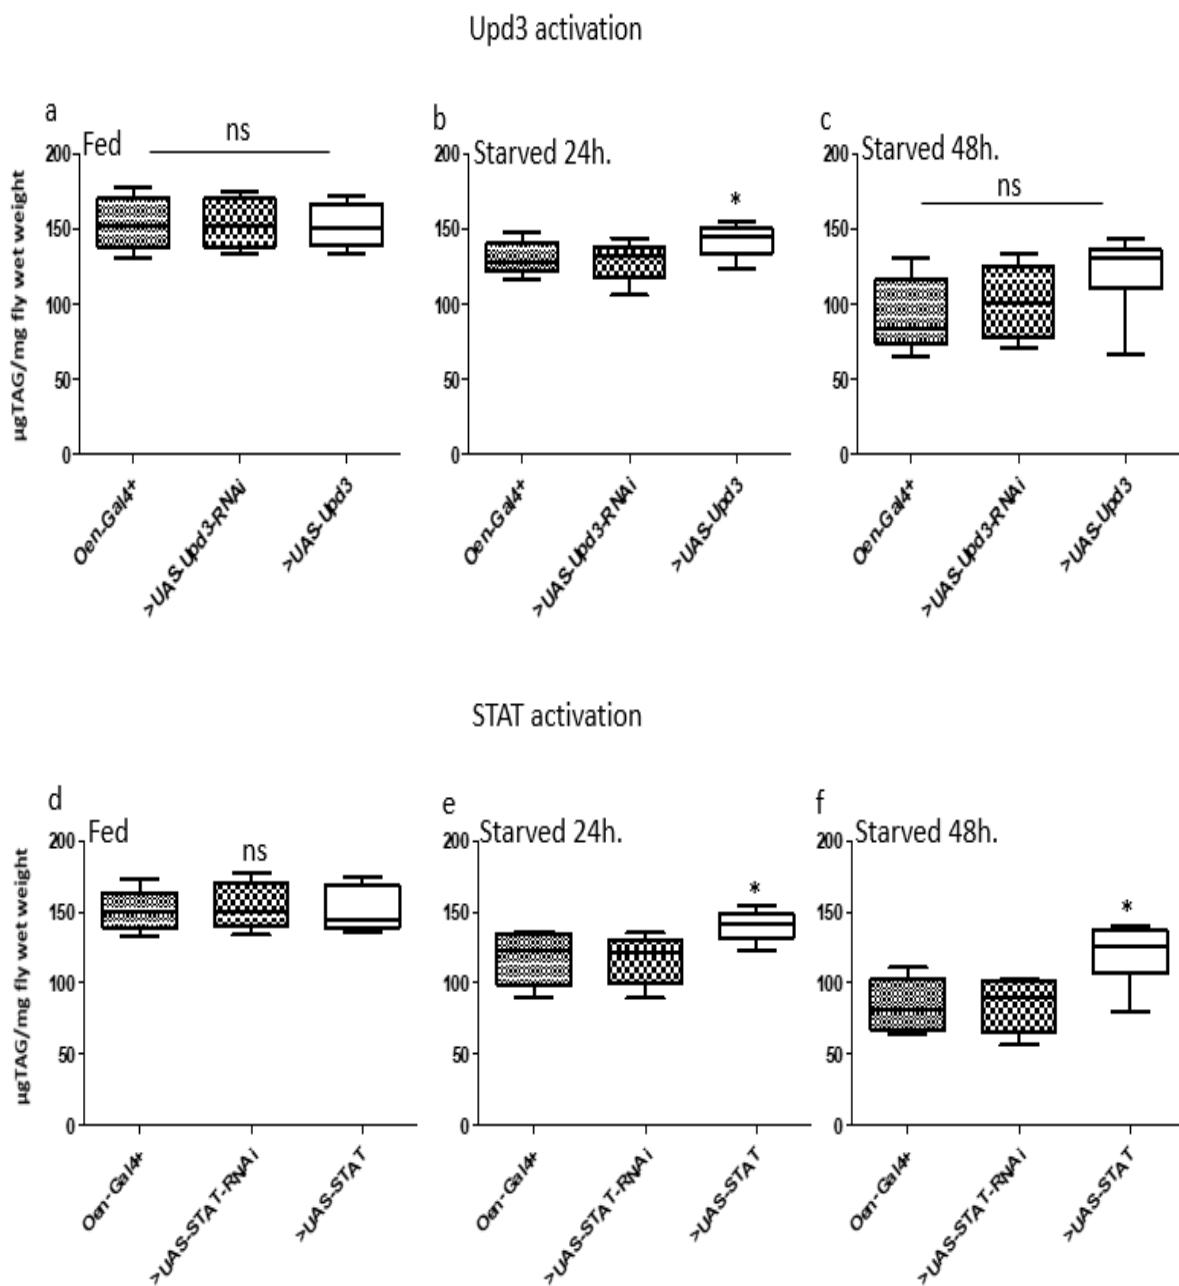 Upd3 activation
a
Fed
ns
b
Starved 24h.
*
c
Starved 48h.
ns
µgTAG/mg fly wet weight
200
150
100
50
0
200
150
100
50
0
200
150
100
50
0
Oen-Gal4+
>UAS-Upd3-RNAi
>UAS-Upd3
Oen-Gal4+
>UAS-Upd3-RNAi
>UAS-Upd3
Oen-Gal4+
>UAS-Upd3-RNAi
>UAS-Upd3
STAT activation
d
Fed
ns
e
Starved 24h.
*
f
Starved 48h.
*
µgTAG/mg fly wet weight
200
150
100
50
0
200
150
100
50
0
200
150
100
50
0
Oen-Gal4+
>UAS-STAT-RNAi
>UAS-STAT
Oen-Gal4+
>UAS-STAT-RNAi
>UAS-STAT
Oen-Gal4+
>UAS-STAT-RNAi
>UAS-STAT